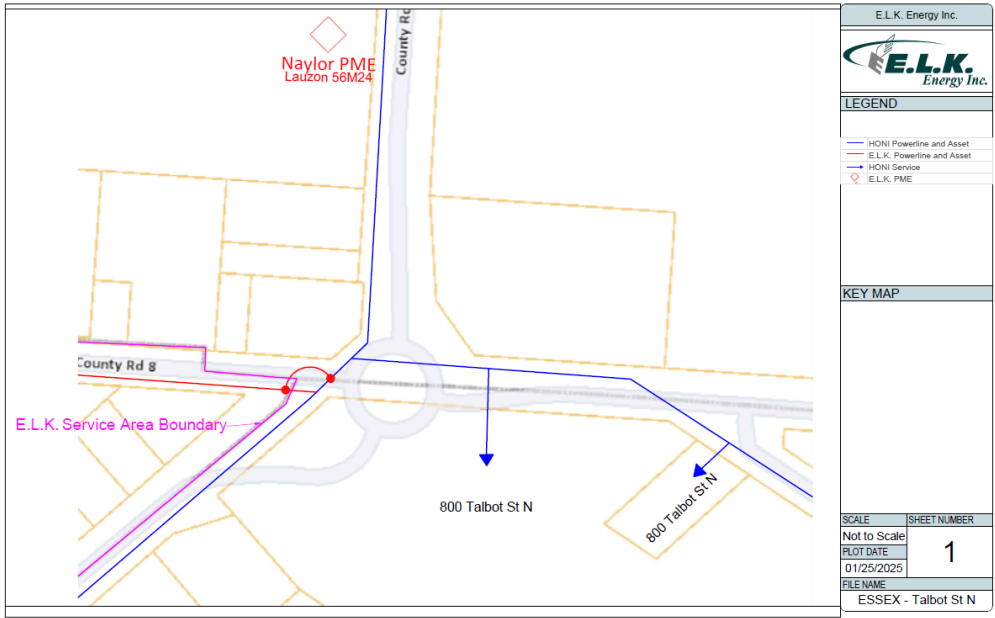 E.L.K. Energy Inc.
E.L.K.
Energy Inc.
LEGEND
HONI Powerline and Asset
E.L.K. Powerline and Asset
HONI Service
E.L.K. PME
KEY MAP
SCALE
SHEET NUMBER
Not to Scale
1
PLOT DATE
01/25/2025
FILE NAME
ESSEX - Talbot St N
Naylor PME
Lauzon 56M24
County Rd
County Rd 8
E.L.K. Service Area Boundary
800 Talbot St N
800 Talbot St N